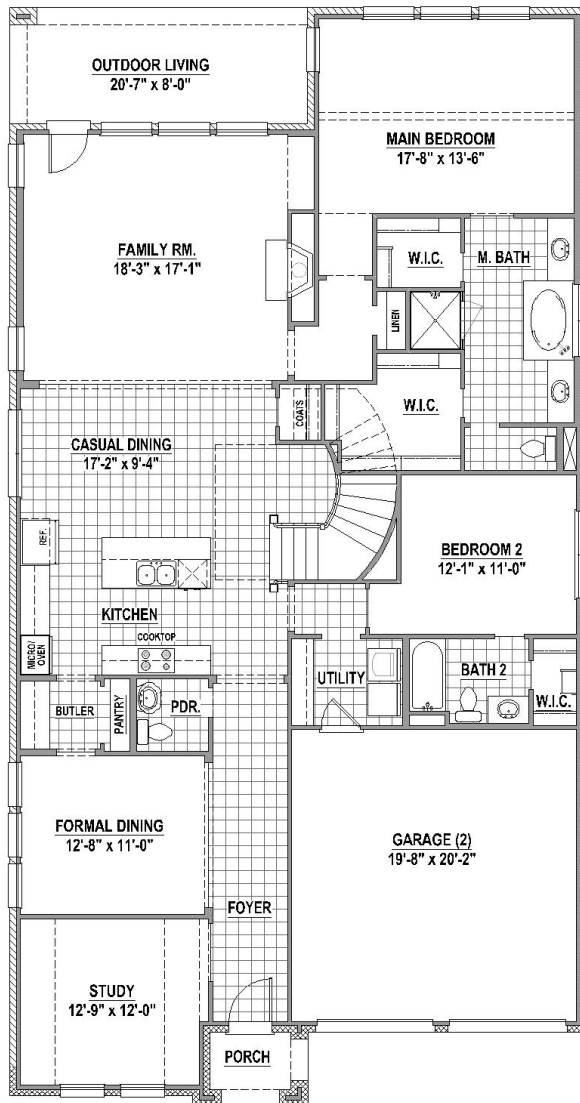 OUTDOOR LIVING
20'-7" x 8'-0"
MAIN BEDROOM
17'-8" x 13'-6"
FAMILY RM.
18'-3" x 17'-1"
W.I.C.
M. BATH
LINEN
W.I.C.
COATS
CASUAL DINING
17'-2" x 9'-4"
REF.
BEDROOM 2
12'-1" x 11'-0"
KITCHEN
COOKTOP
MICRO/
OVEN
UTILITY
BATH 2
W.I.C.
BUTLER
PANTRY
PDR.
FORMAL DINING
12'-8" x 11'-0"
GARAGE (2)
19'-8" x 20'-2"
FOYER
STUDY
12'-9" x 12'-0"
PORCH